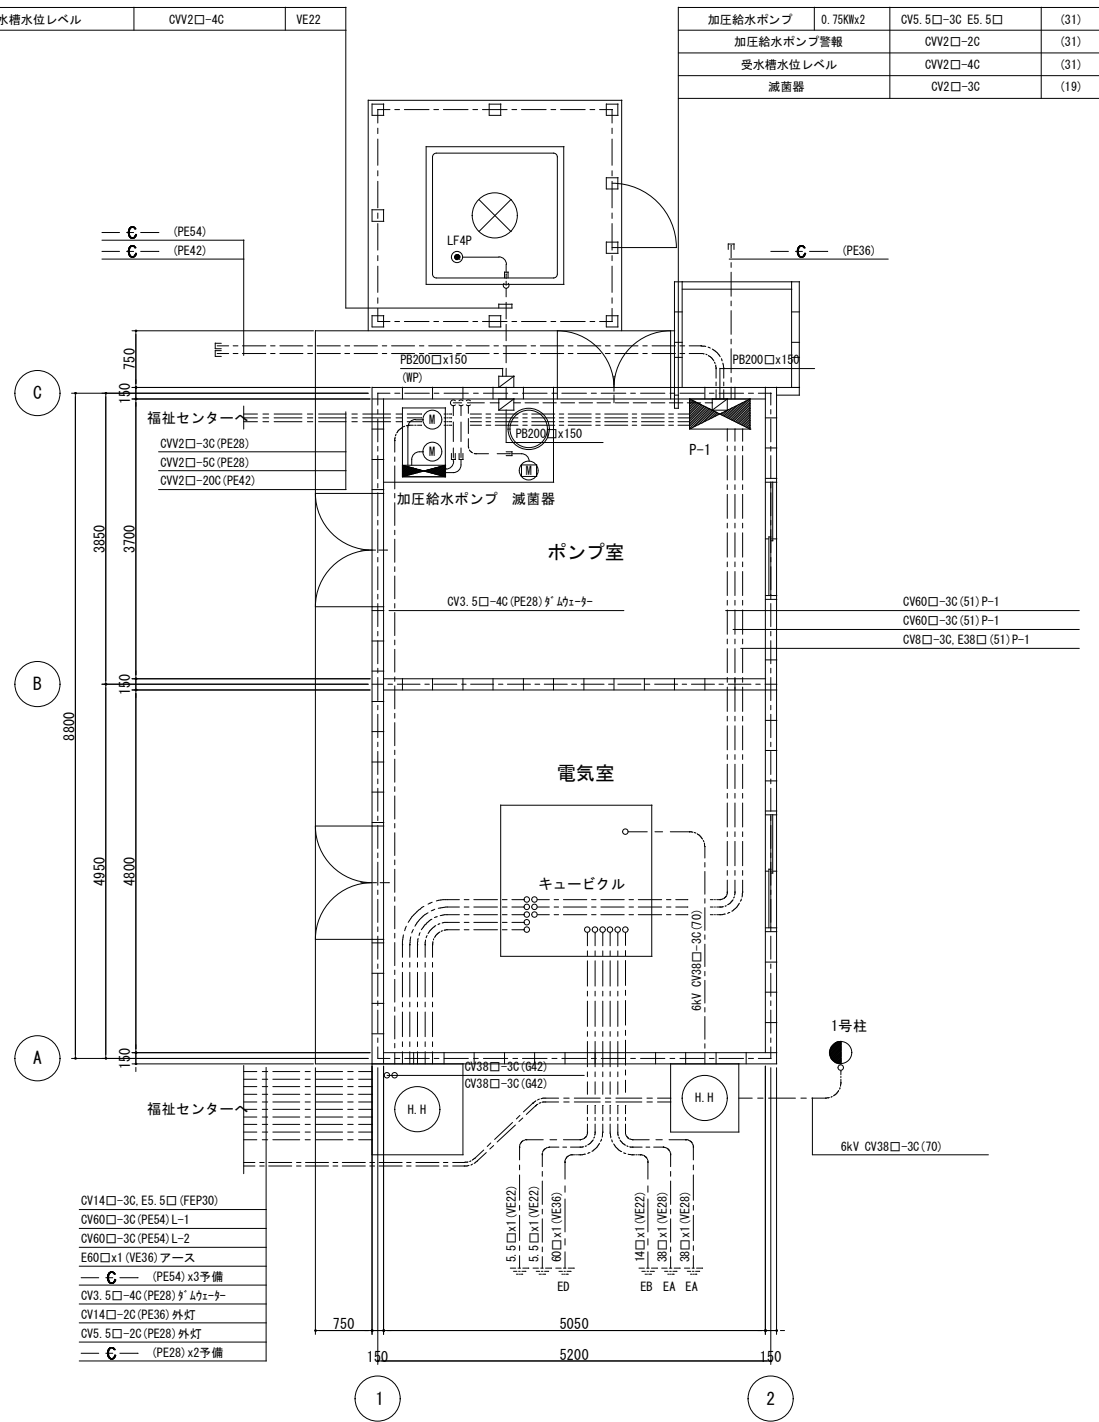 水槽水位レベル CVV2□-4C VE22
加圧給水ポンプ 0.75KWx2 CV5.5□-3C E5.5□ (31)
加圧給水ポンプ警報 CVV2□-2C (31)
受水槽水位レベル CVV2□-4C (31)
滅菌器 CV2□-3C (19)
LF4P
(PE54)
(PE42)
(PE36)
750
150
PB200□x150
(WP)
PB200□x150
C
福祉センターへ
M
M
M
PB200□x150
P-1
CVV2□-3C(PE28)
CVV2□-5C(PE28)
CVV2□-20C(PE42)
加圧給水ポンプ 滅菌器
3850
3700
ポンプ室
CV3.5□-4C(PE28)ダムウェーター
CV60□-3C(51)P-1
CV60□-3C(51)P-1
CV8□-3C,E38□(51)P-1
B
150
8800
電気室
4950
4800
キュービクル
6kV CV38□-3C(70)
A
150
1号柱
CV38□-3C(G42)
CV38□-3C(G42)
H.H
H.H
福祉センターへ
6kV CV38□-3C(70)
CV14□-3C,E5.5□(FEP30)
CV60□-3C(PE54)L-1
CV60□-3C(PE54)L-2
E60□x1(VE36)アース
(PE54)x3予備
CV3.5□-4C(PE28)ダムウェーター
CV14□-2C(PE36)外灯
CV5.5□-2C(PE28)外灯
(PE28)x2予備
5.5□x1(VE22)
5.5□x1(VE22)
60□x1(VE36)
14□x1(VE22)
38□x1(VE28)
38□x1(VE28)
ED
EB
EA
EA
750
5050
150
5200
150
1
2